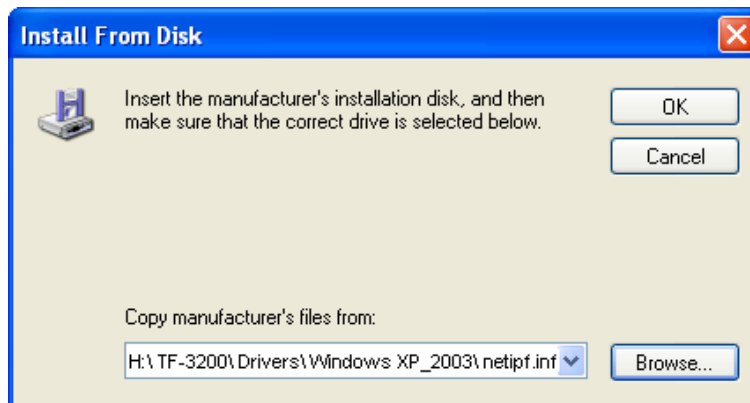 Install From Disk
Insert the manufacturer's installation disk, and then
make sure that the correct drive is selected below.
OK
Cancel
Copy manufacturer's files from:
H:\TF-3200\Drivers\Windows XP_2003\netipf.inf
Browse...